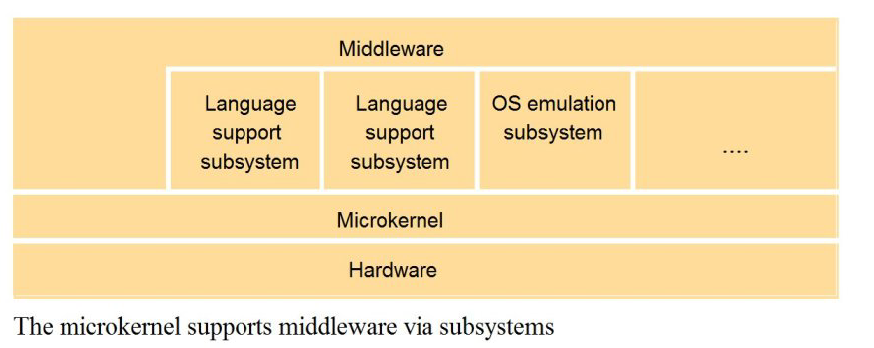 Middleware
Language
support
subsystem
Language
support
subsystem
OS emulation
subsystem
....
Microkernel
Hardware
The microkernel supports middleware via subsystems